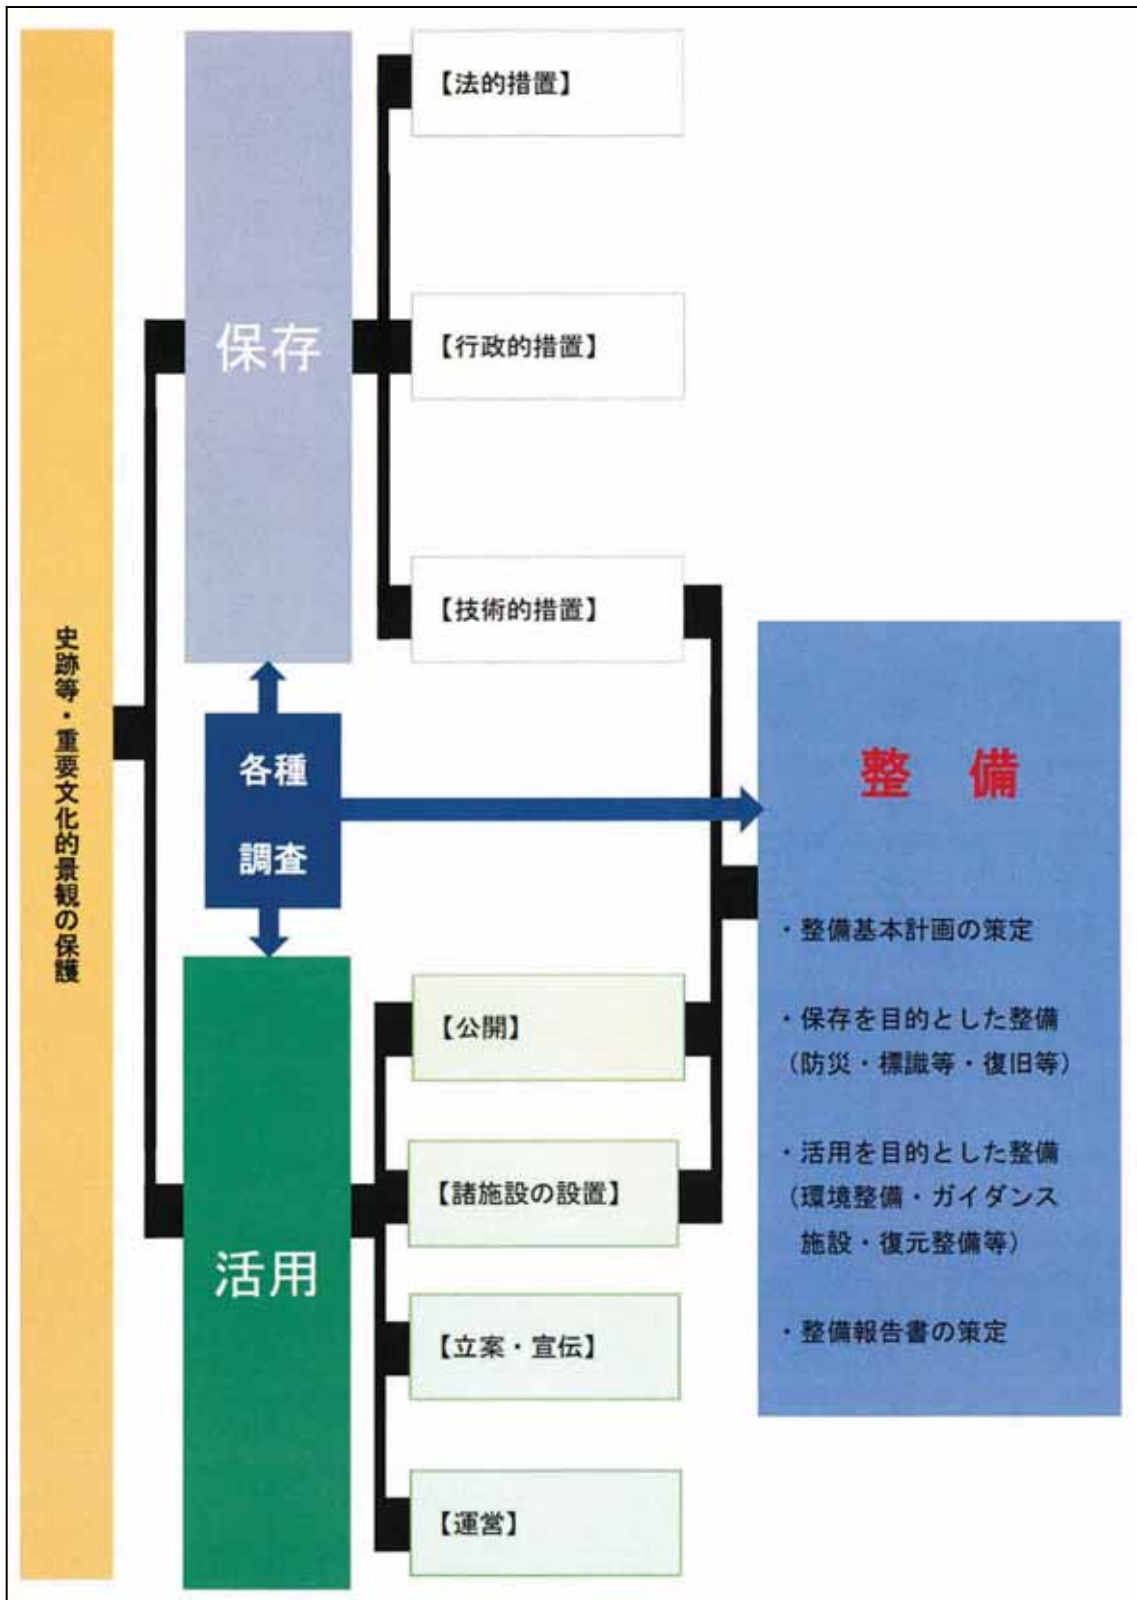 史跡等・重要文化的景観の保護
保存
【法的措置】
【行政的措置】
【技術的措置】
各種
調査
活用
【公開】
【諸施設の設置】
【立案・宣伝】
【運営】
整 備
・整備基本計画の策定
・保存を目的とした整備
（防災・標識等・復旧等）
・活用を目的とした整備
（環境整備・ガイダンス
施設・復元整備等）
・整備報告書の策定